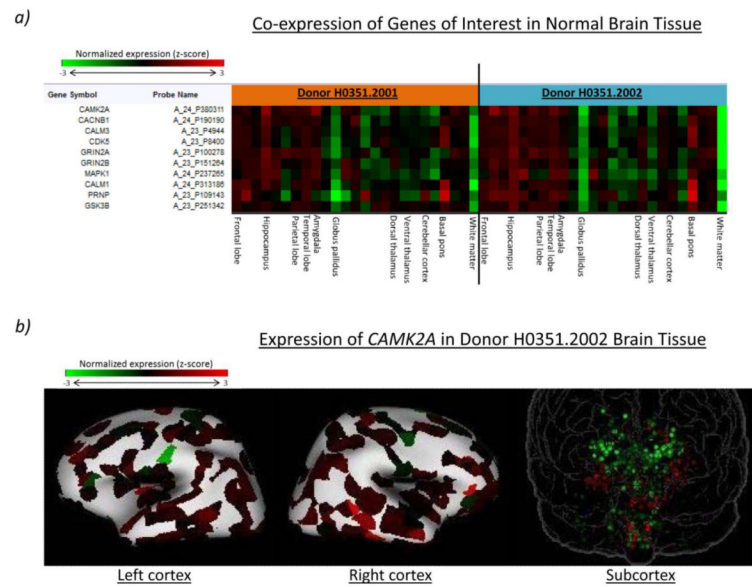 a)
Co-expression of Genes of Interest in Normal Brain Tissue
Normalized expression (z-score)
-3 3
Gene Symbol Probe Name Donor H0351.2001 Donor H0351.2002
CAMK2A A_24_P380311
CACNB1 A_24_P190190
CALM3 A_23_P4944
CDK5 A_23_P8400
GRIN2A A_23_P100278
GRIN2B A_23_P151264
MAPK1 A_24_P237265
CALM1 A_24_P313186
PRNP A_23_P109143
GSK3B A_23_P251342
Frontal lobe
Hippocampus
Parietal lobe
Temporal lobe
Amygdala
Globus pallidus
Dorsal thalamus
Ventral thalamus
Cerebellar cortex
Basal pons
White matter
Frontal lobe
Hippocampus
Parietal lobe
Temporal lobe
Amygdala
Globus pallidus
Dorsal thalamus
Ventral thalamus
Cerebellar cortex
Basal pons
White matter
b)
Expression of CAMK2A in Donor H0351.2002 Brain Tissue
Normalized expression (z-score)
-3 3
Left cortex Right cortex Subcortex